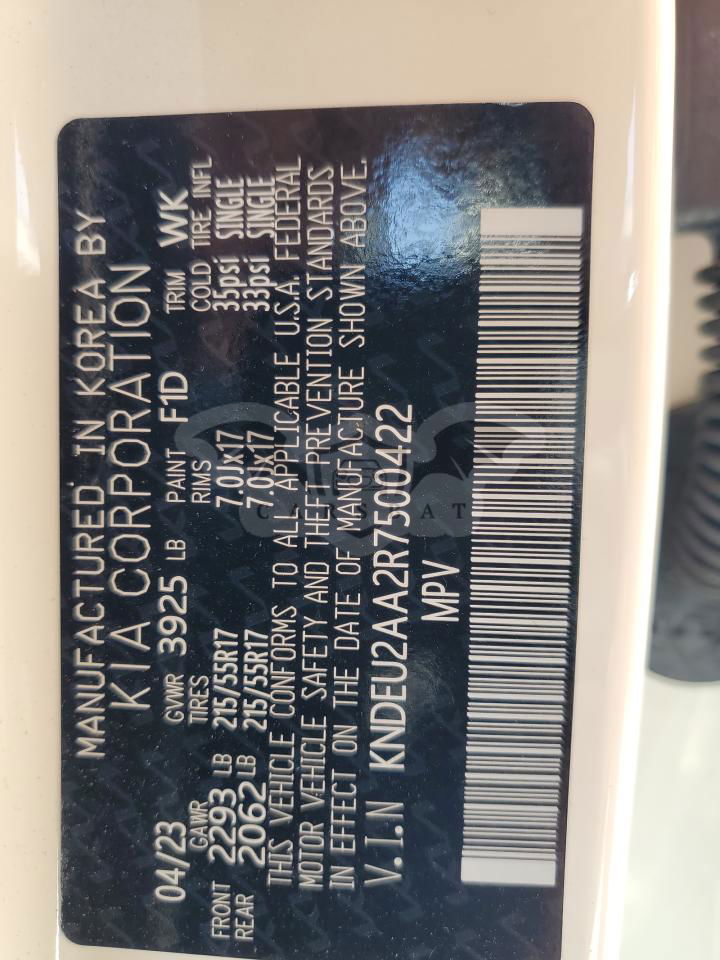 MANUFACTURED IN KOREA BY
KIA CORPORATION
04/23 GVWR 3925 LB PAINT F1D TRIM WK
GAWR TIRES RIMS COLD TIRE INFL
FRONT 2293 LB 215/55R17 7.0Jx17 35psi SINGLE
REAR 2062 LB 215/55R17 7.0Jx17 33psi SINGLE
THIS VEHICLE CONFORMS TO ALL APPLICABLE U.S.A. FEDERAL
MOTOR VEHICLE SAFETY AND THEFT PREVENTION STANDARDS
IN EFFECT ON THE DATE OF MANUFACTURE SHOWN ABOVE.
V.I.N KNDEU2AA2R7500422
MPV